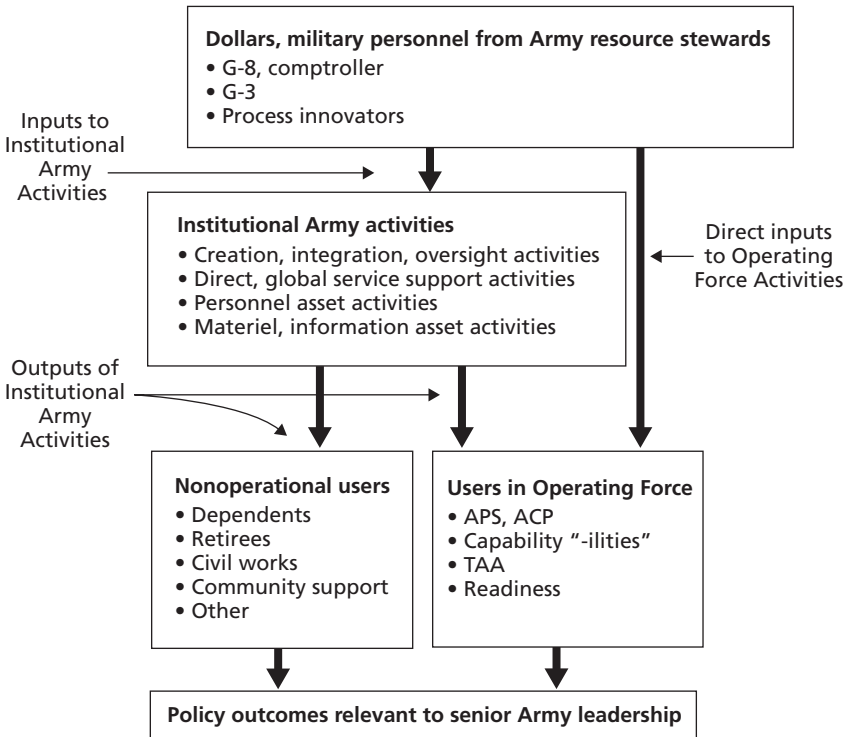 Dollars, military personnel from Army resource stewards
• G-8, comptroller
• G-3
• Process innovators
Inputs to
Institutional
Army
Activities
Institutional Army activities
• Creation, integration, oversight activities
• Direct, global service support activities
• Personnel asset activities
• Materiel, information asset activities
Direct inputs
to Operating
Force Activities
Outputs of
Institutional
Army
Activities
Nonoperational users
• Dependents
• Retirees
• Civil works
• Community support
• Other
Users in Operating Force
• APS, ACP
• Capability “-ilities”
• TAA
• Readiness
Policy outcomes relevant to senior Army leadership